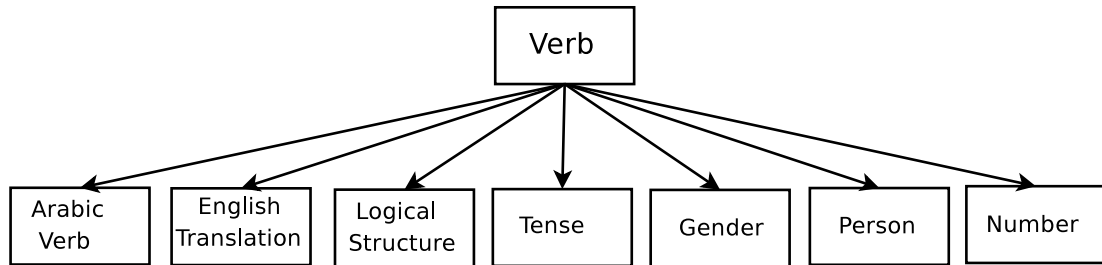 Verb
Arabic
Verb
English
Translation
Logical
Structure
Tense
Gender
Person
Number